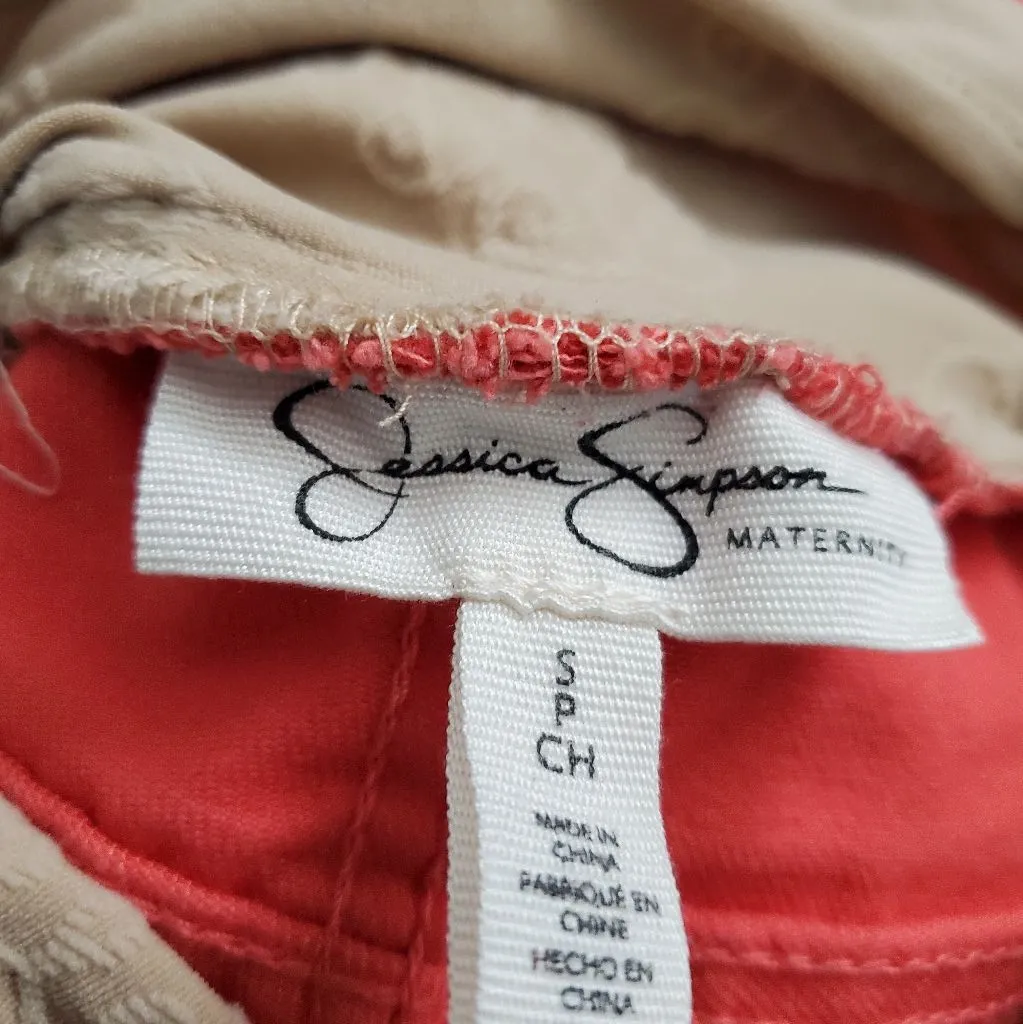 Jessica Simpson
MATERNITY
S
P
CH
MADE IN
CHINA
FABRIQUÉ EN
CHINE
HECHO EN
CHINA